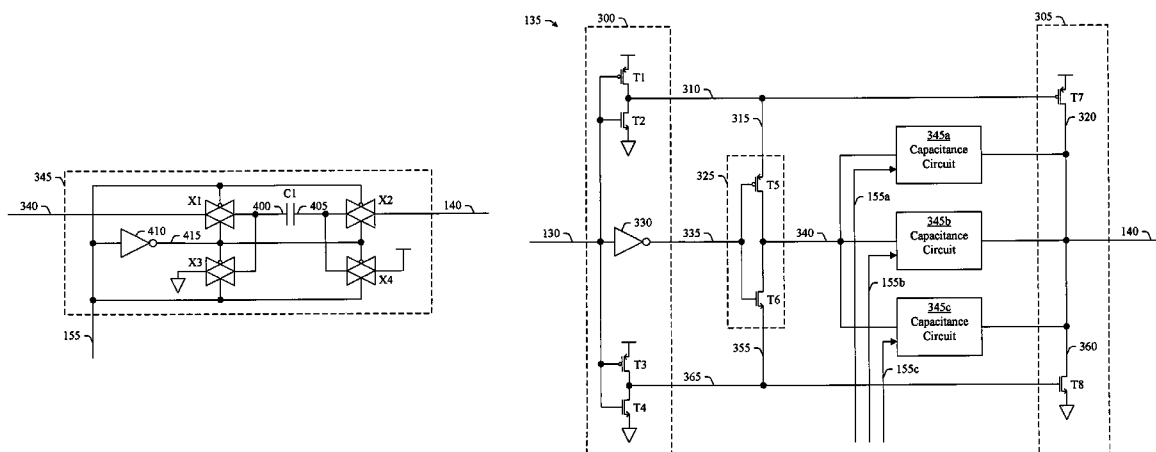 345
340
X1
C1
X2
400
405
140
410
415
X3
X4
155
135
300
305
T1
310
T7
T2
315
320
345a
Capacitance
Circuit
325
T5
155a
330
130
335
340
345b
Capacitance
Circuit
140
T6
155b
345c
Capacitance
Circuit
355
360
T3
365
155c
T4
T8